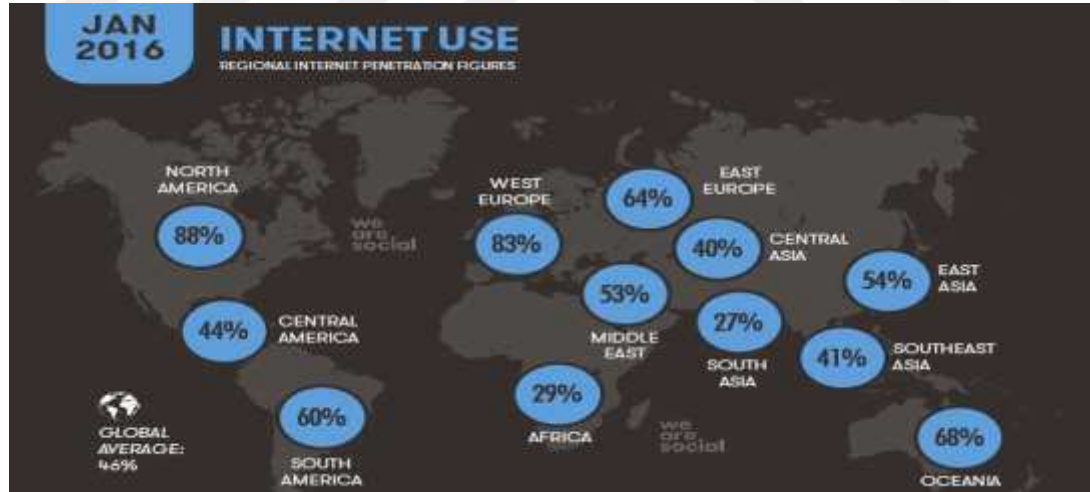 JAN
2016
INTERNET USE
REGIONAL INTERNET PENETRATION FIGURES
NORTH
AMERICA
88%
we
are
social
WEST
EUROPE
83%
64%
EAST
EUROPE
40%
CENTRAL
ASIA
54%
EAST
ASIA
53%
MIDDLE
EAST
27%
SOUTH
ASIA
44%
CENTRAL
AMERICA
41%
SOUTHEAST
ASIA
29%
AFRICA
60%
SOUTH
AMERICA
we
are
social
68%
OCEANIA
GLOBAL
AVERAGE:
46%